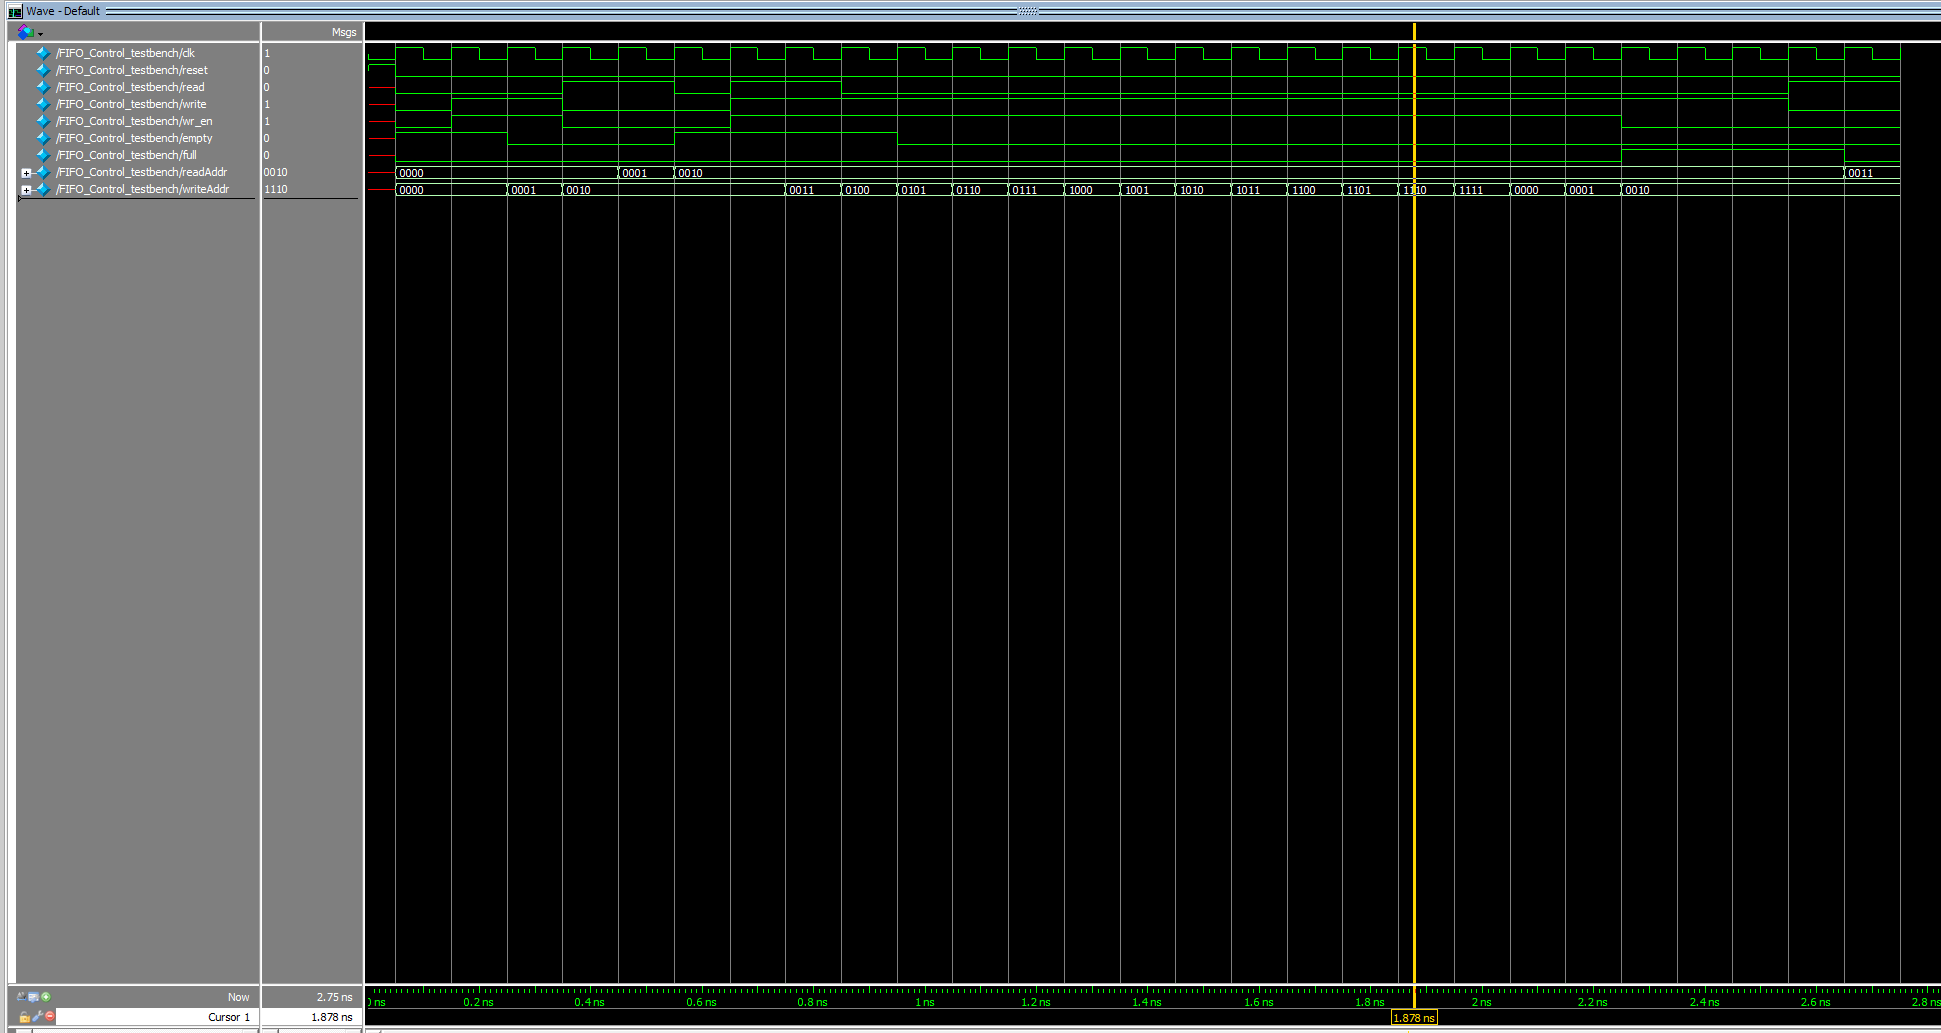 Wave - Default
Msgs
/FIFO_Control_testbench/clk 1
/FIFO_Control_testbench/reset 0
/FIFO_Control_testbench/read 0
/FIFO_Control_testbench/write 1
/FIFO_Control_testbench/wr_en 1
/FIFO_Control_testbench/empty 0
/FIFO_Control_testbench/full 0
/FIFO_Control_testbench/readAddr 0010 0000 0001 0010 0011
/FIFO_Control_testbench/writeAddr 1110 0000 0001 0010 0011 0100 0101 0110 0111 1000 1001 1010 1011 1100 1101 1110 1111 0000 0001 0010
Now 2.75 ns ns 0.2 ns 0.4 ns 0.6 ns 0.8 ns 1 ns 1.2 ns 1.4 ns 1.6 ns 1.8 ns 2 ns 2.2 ns 2.4 ns 2.6 ns 2.8 ns
Cursor 1 1.878 ns 1.878 ns